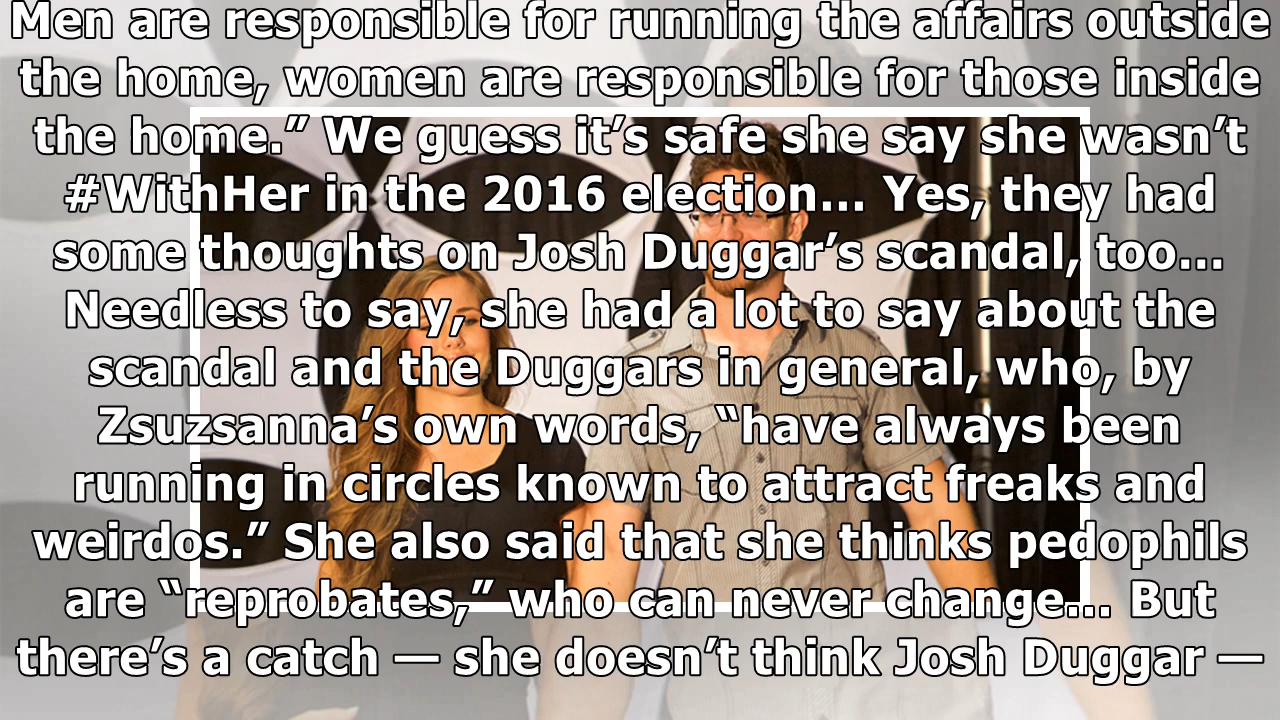 Men are responsible for running the affairs outside
the home, women are responsible for those inside
the home.” We guess it’s safe she say she wasn’t
#WithHer in the 2016 election… Yes, they had
some thoughts on Josh Duggar’s scandal, too…
Needless to say, she had a lot to say about the
scandal and the Duggars in general, who, by
Zsuzsanna’s own words, “have always been
running in circles known to attract freaks and
weirdos.” She also said that she thinks pedophils
are “reprobates,” who can never change… But
there’s a catch — she doesn’t think Josh Duggar —